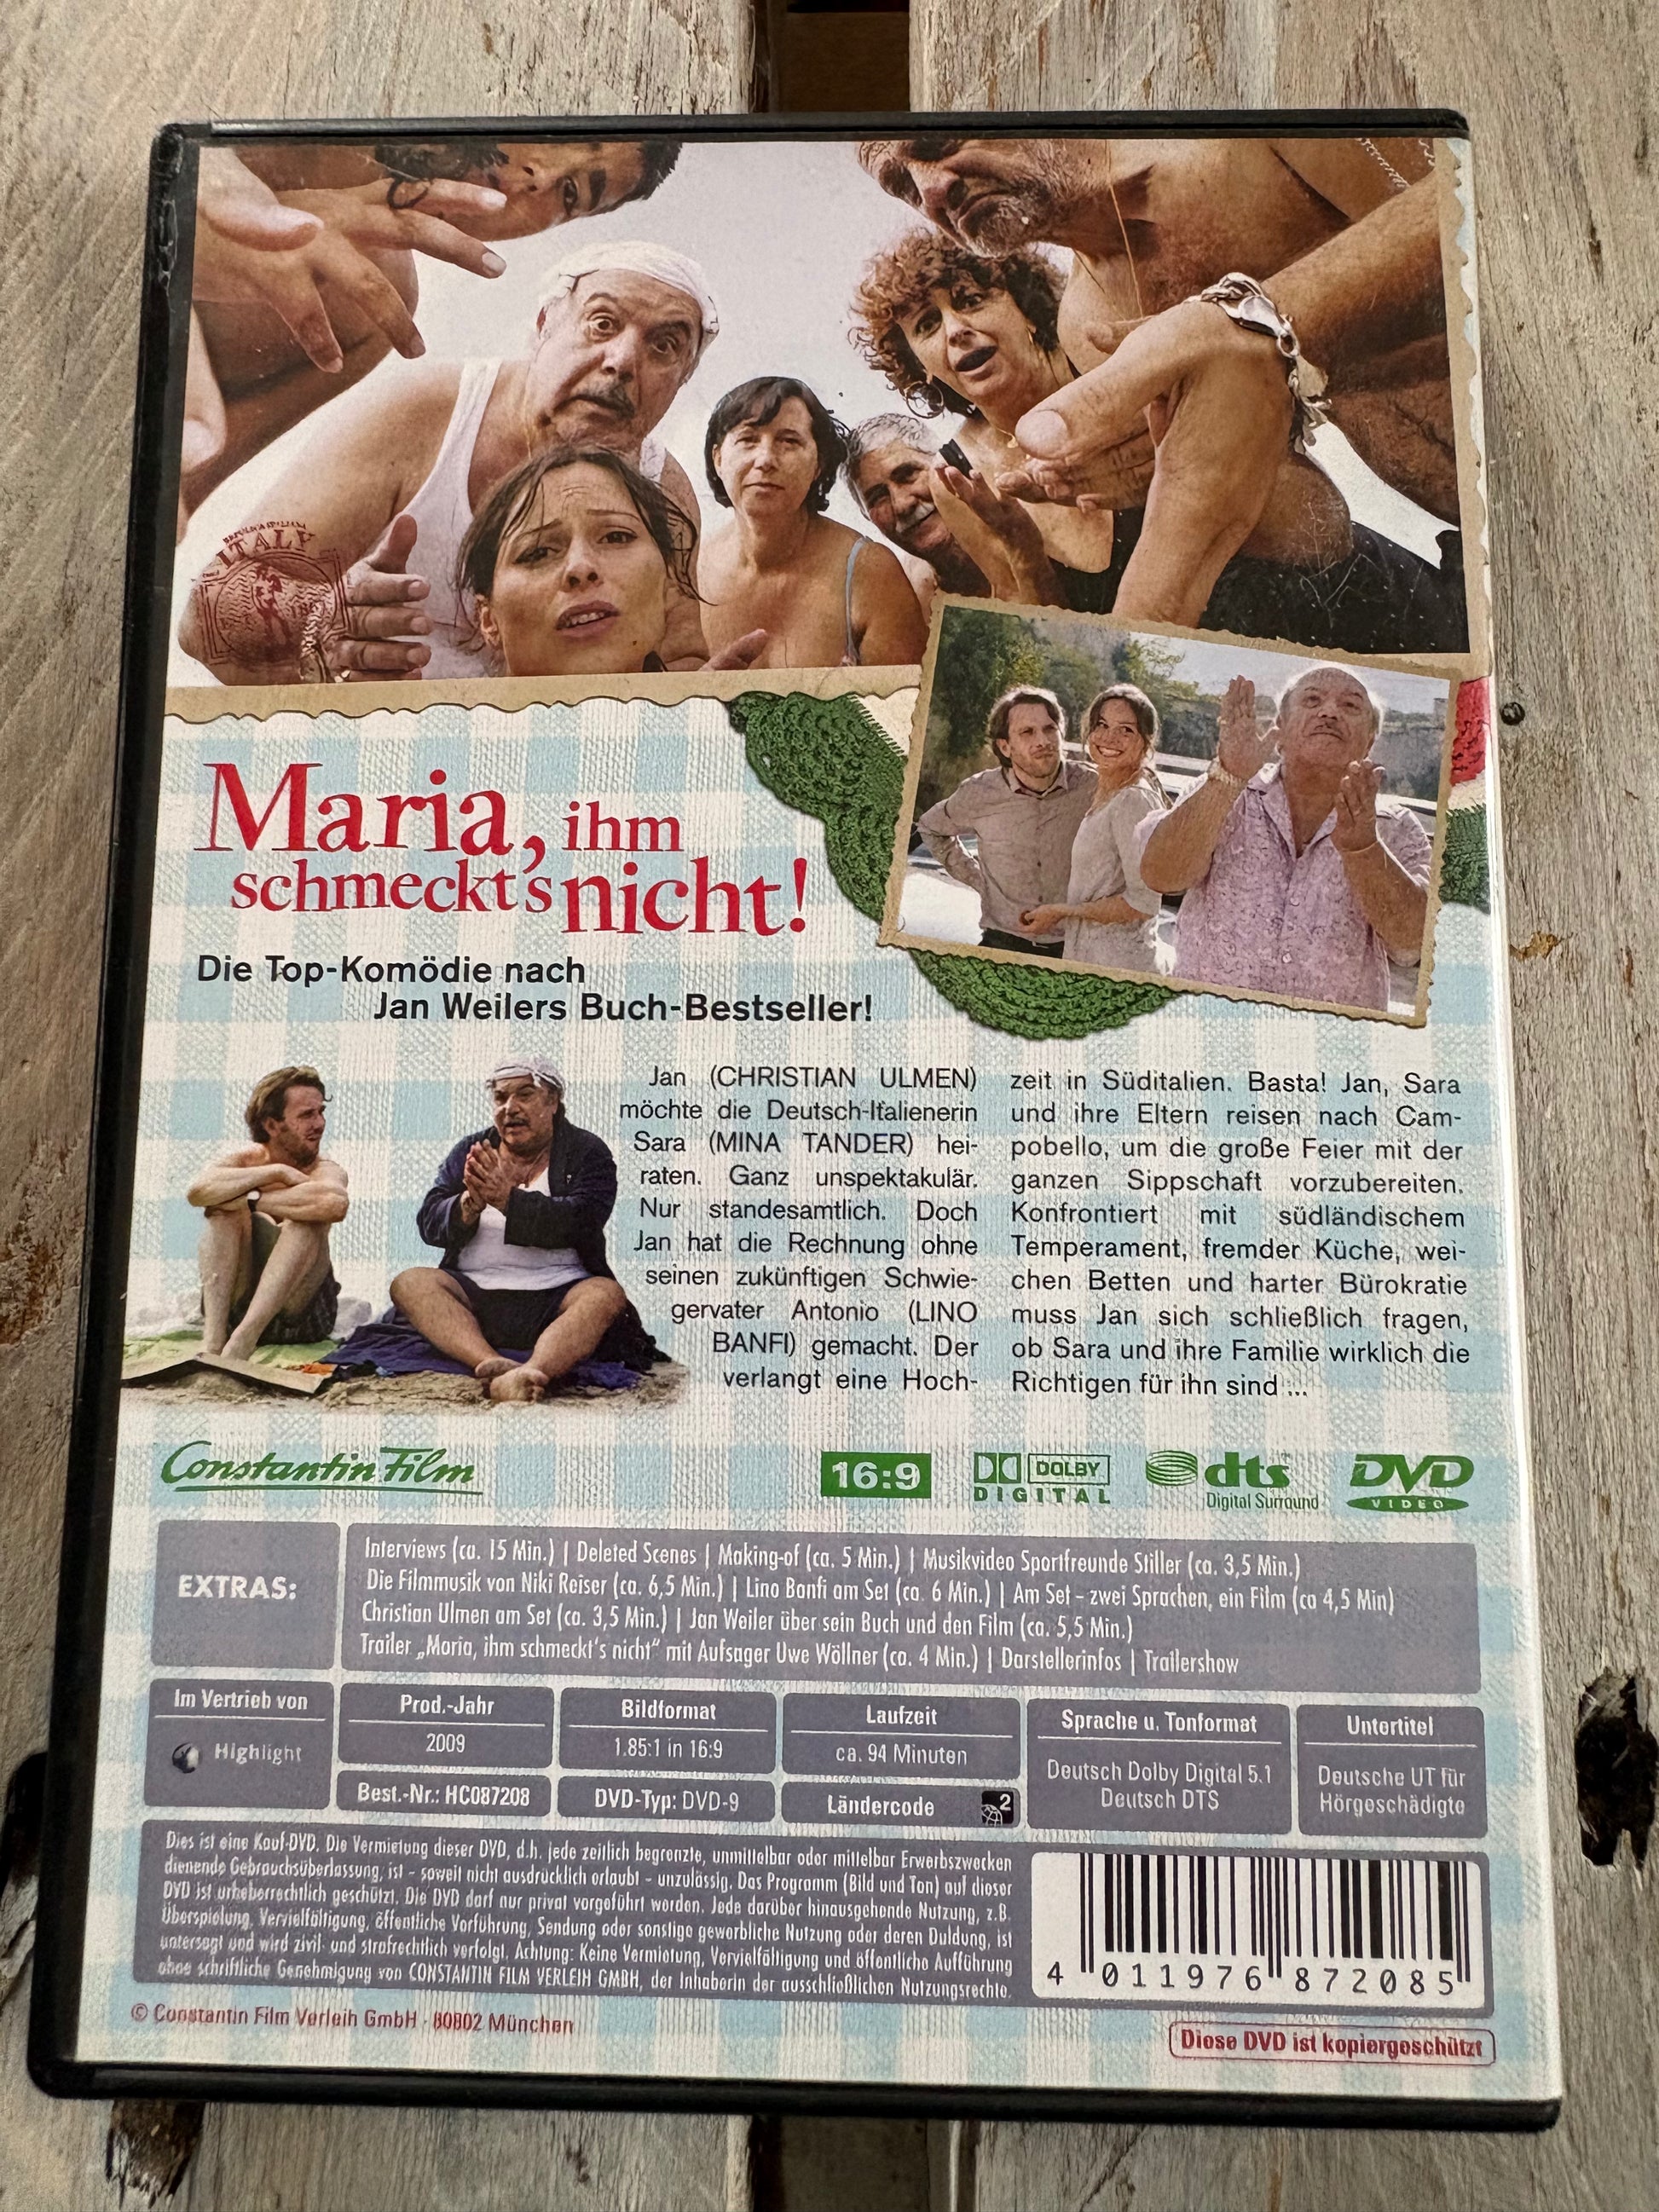 ITALY
Maria, ihm
schmeckt's nicht!
Die Top-Komödie nach
Jan Weilers Buch-Bestseller!
Jan (CHRISTIAN ULMEN)
möchte die Deutsch-Italienerin
Sara (MINA TANDER) hei-
raten. Ganz unspektakulär.
Nur standesamtlich. Doch
Jan hat die Rechnung ohne
seinen zukünftigen Schwie-
gervater Antonio (LINO
BANFI) gemacht. Der
verlangt eine Hoch-
zeit in Süditalien. Basta! Jan, Sara
und ihre Eltern reisen nach Cam-
pobello, um die große Feier mit der
ganzen Sippschaft vorzubereiten.
Konfrontiert mit südländischem
Temperament, fremder Küche, wei-
chen Betten und harter Bürokratie
muss Jan sich schließlich fragen,
ob Sara und ihre Familie wirklich die
Richtigen für ihn sind ...
Constantin Film
16:9
DOLBY
DIGITAL
dts
Digital Surround
DVD
VIDEO
EXTRAS:
Interviews (ca. 15 Min.) | Deleted Scenes | Making-of (ca. 5 Min.) | Musikvideo Sportfreunde Stiller (ca. 3,5 Min.)
Die Filmmusik von Niki Reiser (ca. 6,5 Min.) | Lino Banfi am Set (ca. 6 Min.) | Am Set – zwei Sprachen, ein Film (ca 4,5 Min)
Christian Ulmen am Set (ca. 3,5 Min.) | Jan Weiler über sein Buch und den Film (ca. 5,5 Min.)
Trailer „Maria, ihm schmeckt's nicht" mit Aufsager Uwe Wöllner (ca. 4 Min.) | Darstellerinfos | Trailershow
Im Vertrieb von
Highlight
Prod.-Jahr
2009
Best.-Nr.: HC087208
Bildformat
1.85:1 in 16:9
DVD-Typ: DVD-9
Laufzeit
ca. 94 Minuten
Ländercode 2
Sprache u. Tonformat
Deutsch Dolby Digital 5.1
Deutsch DTS
Untertitel
Deutsche UT für
Hörgeschädigte
Dies ist eine Kauf-DVD. Die Vermietung dieser DVD, d.h. jede zeitlich begrenzte, unmittelbar oder mittelbar Erwerbszwecken
dienende Gebrauchsüberlassung, ist – soweit nicht ausdrücklich erlaubt – unzulässig. Das Programm (Bild und Ton) auf dieser
DVD ist urheberrechtlich geschützt. Die DVD darf nur privat vorgeführt werden. Jede darüber hinausgehende Nutzung, z.B.
Überspielung, Vervielfältigung, öffentliche Vorführung, Sendung oder sonstige gewerbliche Nutzung oder deren Duldung, ist
untersagt und wird zivil- und strafrechtlich verfolgt. Achtung: Keine Vermietung, Vervielfältigung und öffentliche Aufführung
ohne schriftliche Genehmigung von CONSTANTIN FILM VERLEIH GMBH, der Inhaberin der ausschließlichen Nutzungsrechte.
4 011976 872085
© Constantin Film Verleih GmbH · 80802 München
Diese DVD ist kopiergeschützt